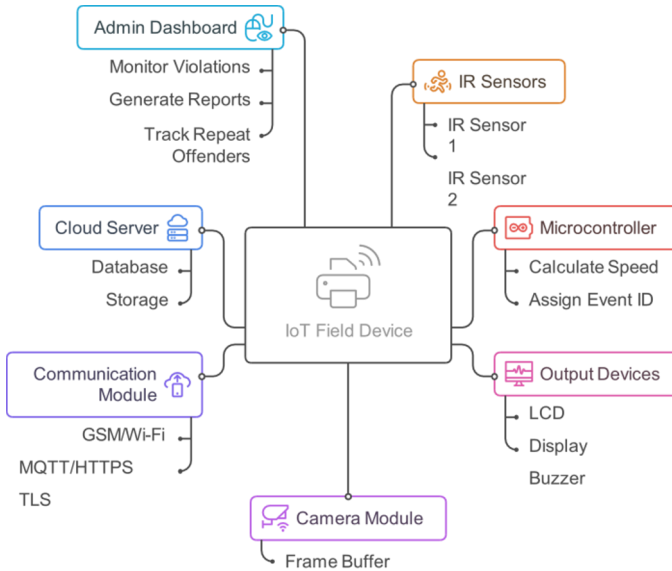 Admin Dashboard
Monitor Violations
Generate Reports
Track Repeat
Offenders
IR Sensors
IR Sensor
1
IR Sensor
2
Cloud Server
Database
Storage
Microcontroller
Calculate Speed
Assign Event ID
IoT Field Device
Communication
Module
GSM/Wi-Fi
MQTT/HTTPS
TLS
Output Devices
LCD
Display
Buzzer
Camera Module
Frame Buffer